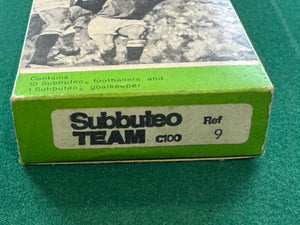 Contains
10 Subbuteo footballers, and
1 Subbuteo goalkeeper
Subbuteo Ref
TEAM C100 9